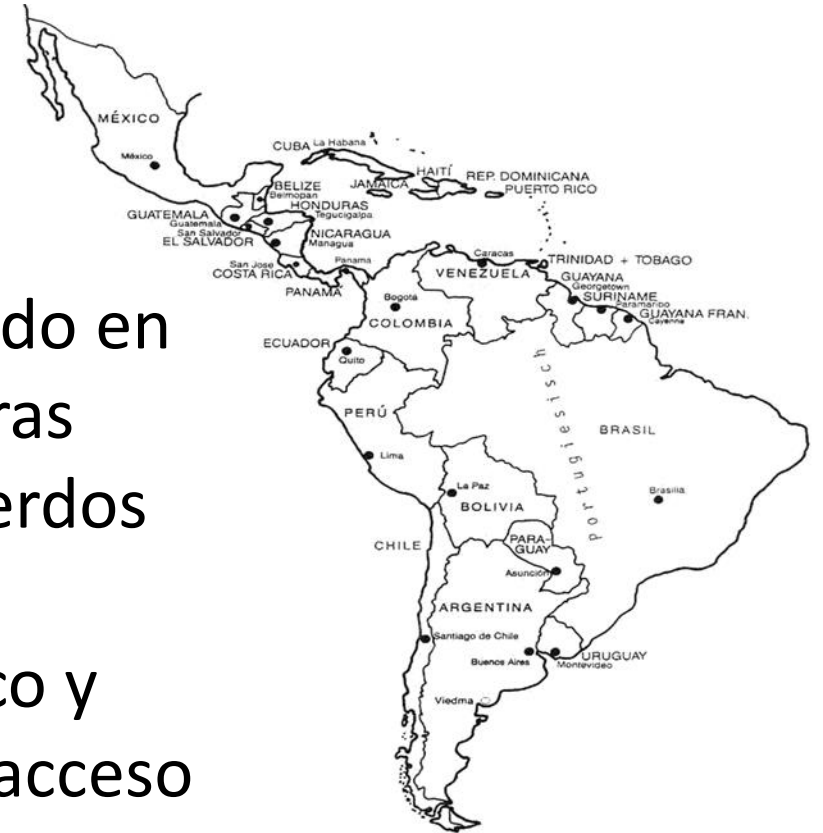 MÉXICO
México
CUBA La Habana
HAITÍ
REP. DOMINICANA
JAMAICA
PUERTO RICO
BELIZE
Belmopan
HONDURAS
Tegucigalpa
GUATEMALA
Guatemala
San Salvador
EL SALVADOR
NICARAGUA
Managua
San José
COSTA RICA
Panama
PANAMÁ
Caracas
TRINIDAD + TOBAGO
VENEZUELA
GUAYANA
Georgetown
SURINAME
Paramaribo
GUAYANA FRAN.
Cayenne
Bogotá
COLOMBIA
ECUADOR
Quito
do en
ras
erdos
co y
acceso
PERÚ
Lima
portugiesisch
BRASIL
Brasilia
La Paz
BOLIVIA
CHILE
PARA-
GUAY
Asunción
ARGENTINA
Santiago de Chile
Buenos Aires
URUGUAY
Montevideo
Viedma